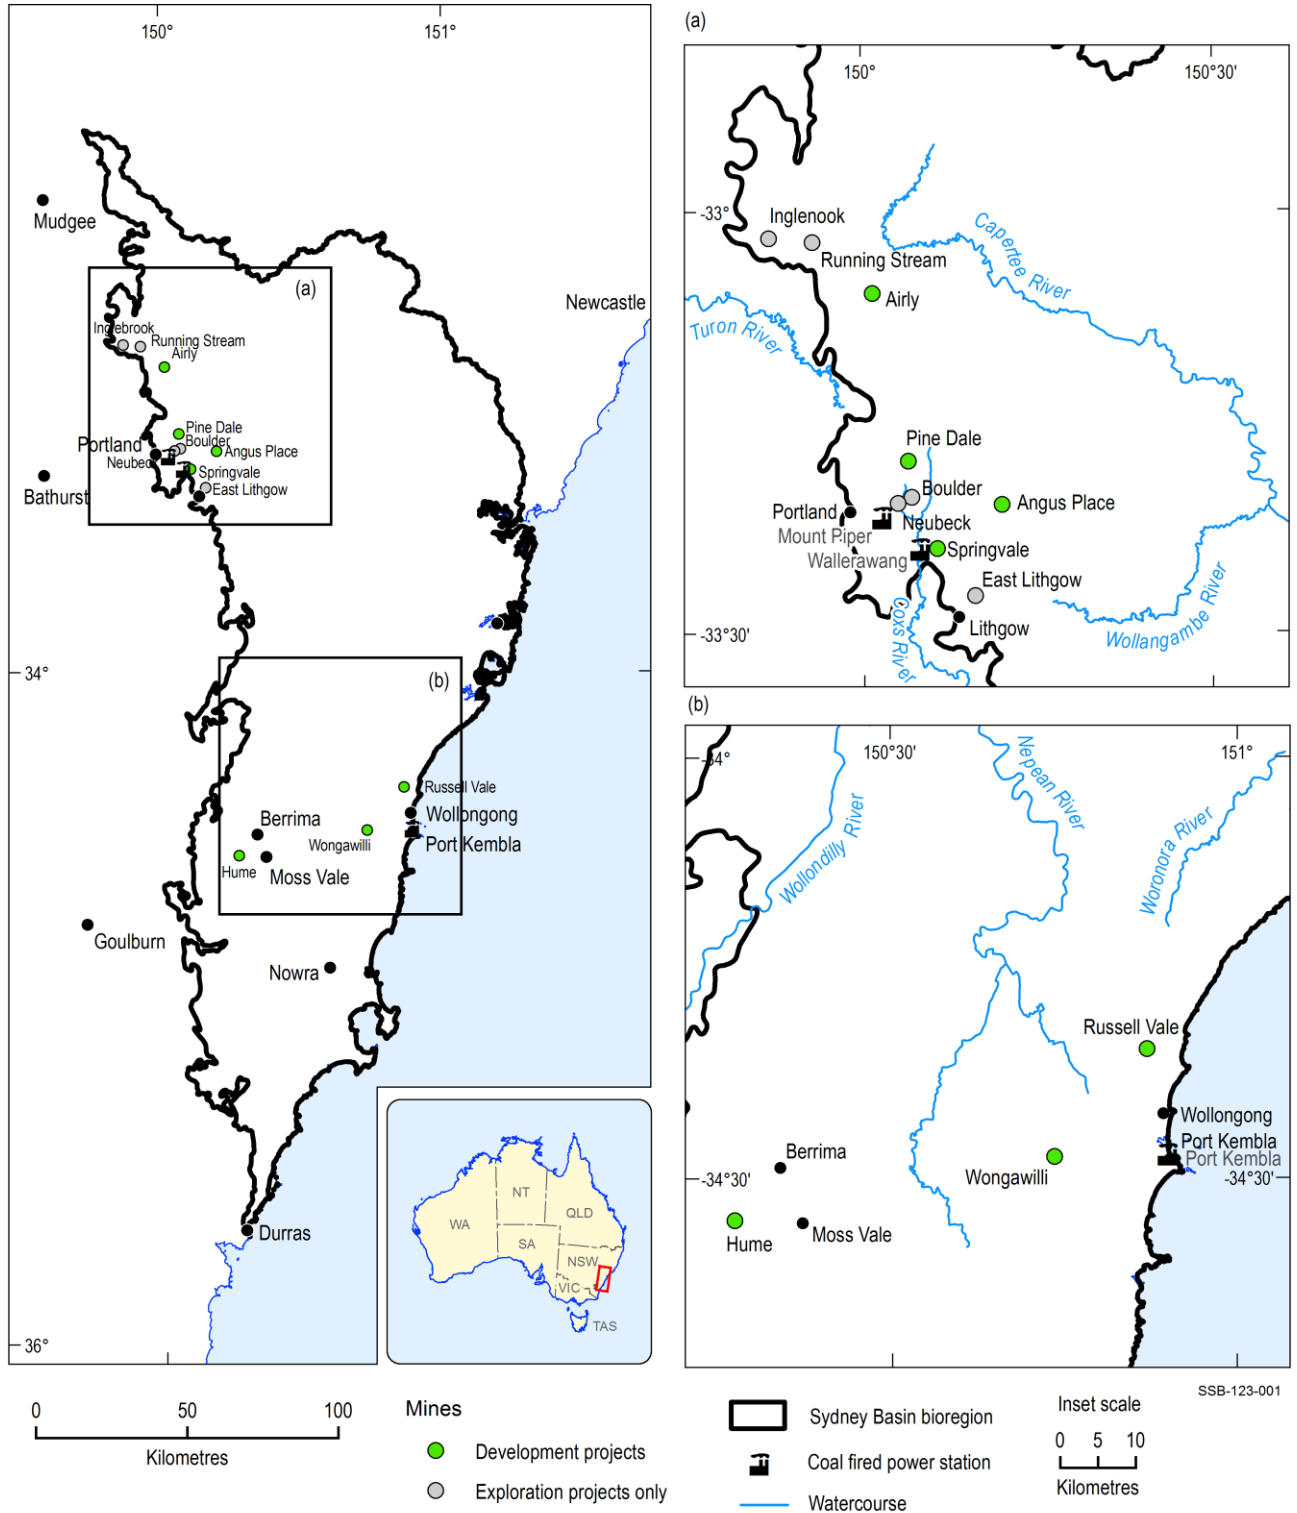 150°
151°
Mudgee
(a)
Newcastle
Inglebrook
Running Stream
Airly
Pine Dale
Portland
Boulder
Angus Place
Neubeck
Springvale
Bathurst
East Lithgow
34°
(b)
Russell Vale
Berrima
Wollongong
Wongawilli
Port Kembla
Hume
Moss Vale
Goulburn
Nowra
Durras
36°
WA
NT
QLD
SA
NSW
VIC
TAS
(a)
150°
150°30'
-33°
Inglenook
Running Stream
Capertee River
Airly
Turon River
Pine Dale
Boulder
Angus Place
Portland
Neubeck
Mount Piper
Springvale
Wallerawang
East Lithgow
Coxs River
Lithgow
Wollangambe River
-33°30'
(b)
-34°
150°30'
151°
Nepean River
Wollondilly River
Woronora River
Russell Vale
Wollongong
Port Kembla
Port Kembla
Berrima
Wongawilli
-34°30'
-34°30'
Hume
Moss Vale
SSB-123-001
0 50 100
Kilometres
Mines
Development projects
Exploration projects only
Sydney Basin bioregion
Coal fired power station
Watercourse
Inset scale
0 5 10
Kilometres